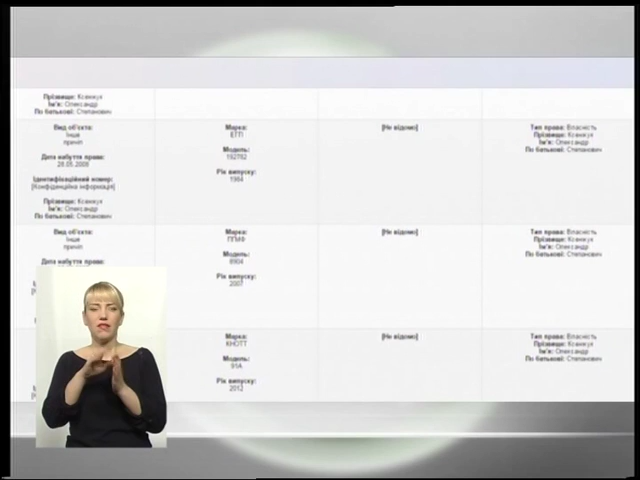 Прізвище: Ксенжук
Ім'я: Олександр
По батькові: Степанович
Вид об'єкта:
Інше
причіп
Дата набуття права:
28.05.2008
Ідентифікаційний номер:
[Конфіденційна інформація]
Прізвище: Ксенжук
Ім'я: Олександр
По батькові: Степанович
Марка:
Модель:
182782
Рік випуску:
1984
[Не відомо]
Тип права: Власність
Прізвище: Ксенжук
Ім'я: Олександр
По батькові: Степанович
Вид об'єкта:
Інше
причіп
Дата набуття права:
Марка:
Модель:
8904
Рік випуску:
2007
[Не відомо]
Тип права: Власність
Прізвище: Ксенжук
Ім'я: Олександр
По батькові: Степанович
Марка:
КНОТТ
Модель:
91А
Рік випуску:
2012
[Не відомо]
Тип права: Власність
Прізвище: Ксенжук
Ім'я: Олександр
По батькові: Степанович